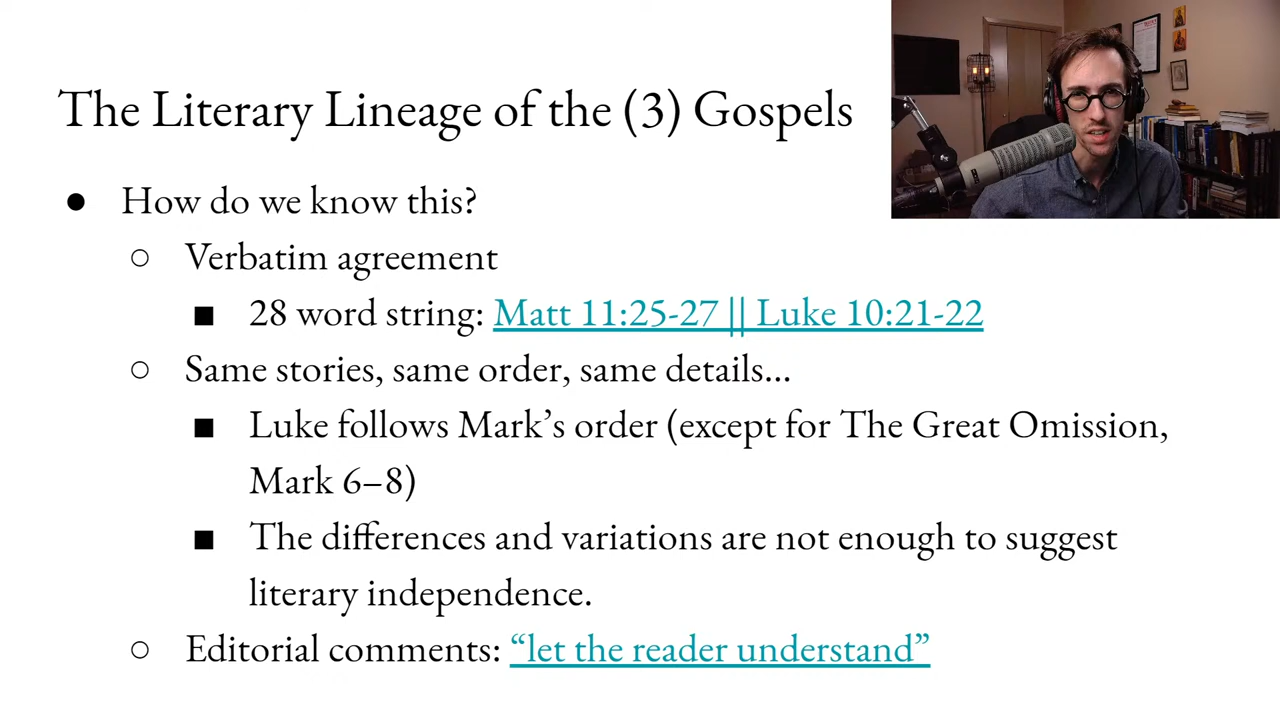 The Literary Lineage of the (3) Gospels
● How do we know this?
○ Verbatim agreement
■ 28 word string: Matt 11:25-27 || Luke 10:21-22
○ Same stories, same order, same details...
■ Luke follows Mark’s order (except for The Great Omission,
Mark 6–8)
■ The differences and variations are not enough to suggest
literary independence.
○ Editorial comments: “let the reader understand”